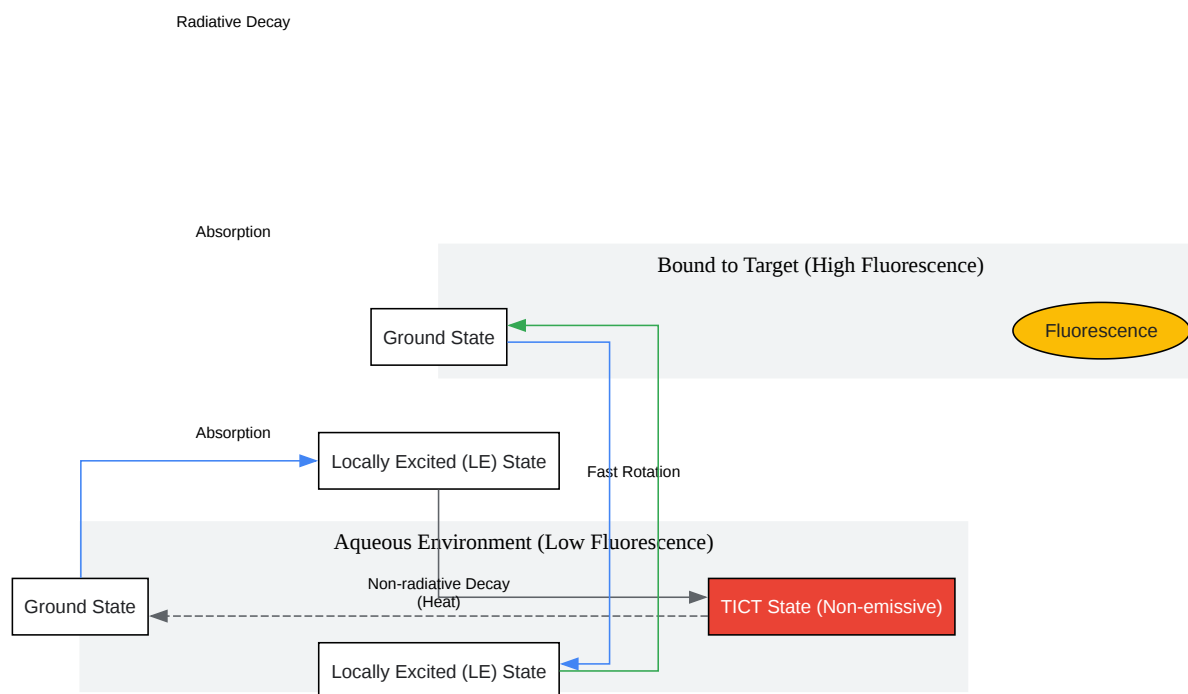 Radiative Decay
Absorption
Bound to Target (High Fluorescence)
Ground State
Fluorescence
Absorption
Locally Excited (LE) State
Fast Rotation
Aqueous Environment (Low Fluorescence)
Ground State
Non-radiative Decay
(Heat)
TICT State (Non-emissive)
Locally Excited (LE) State